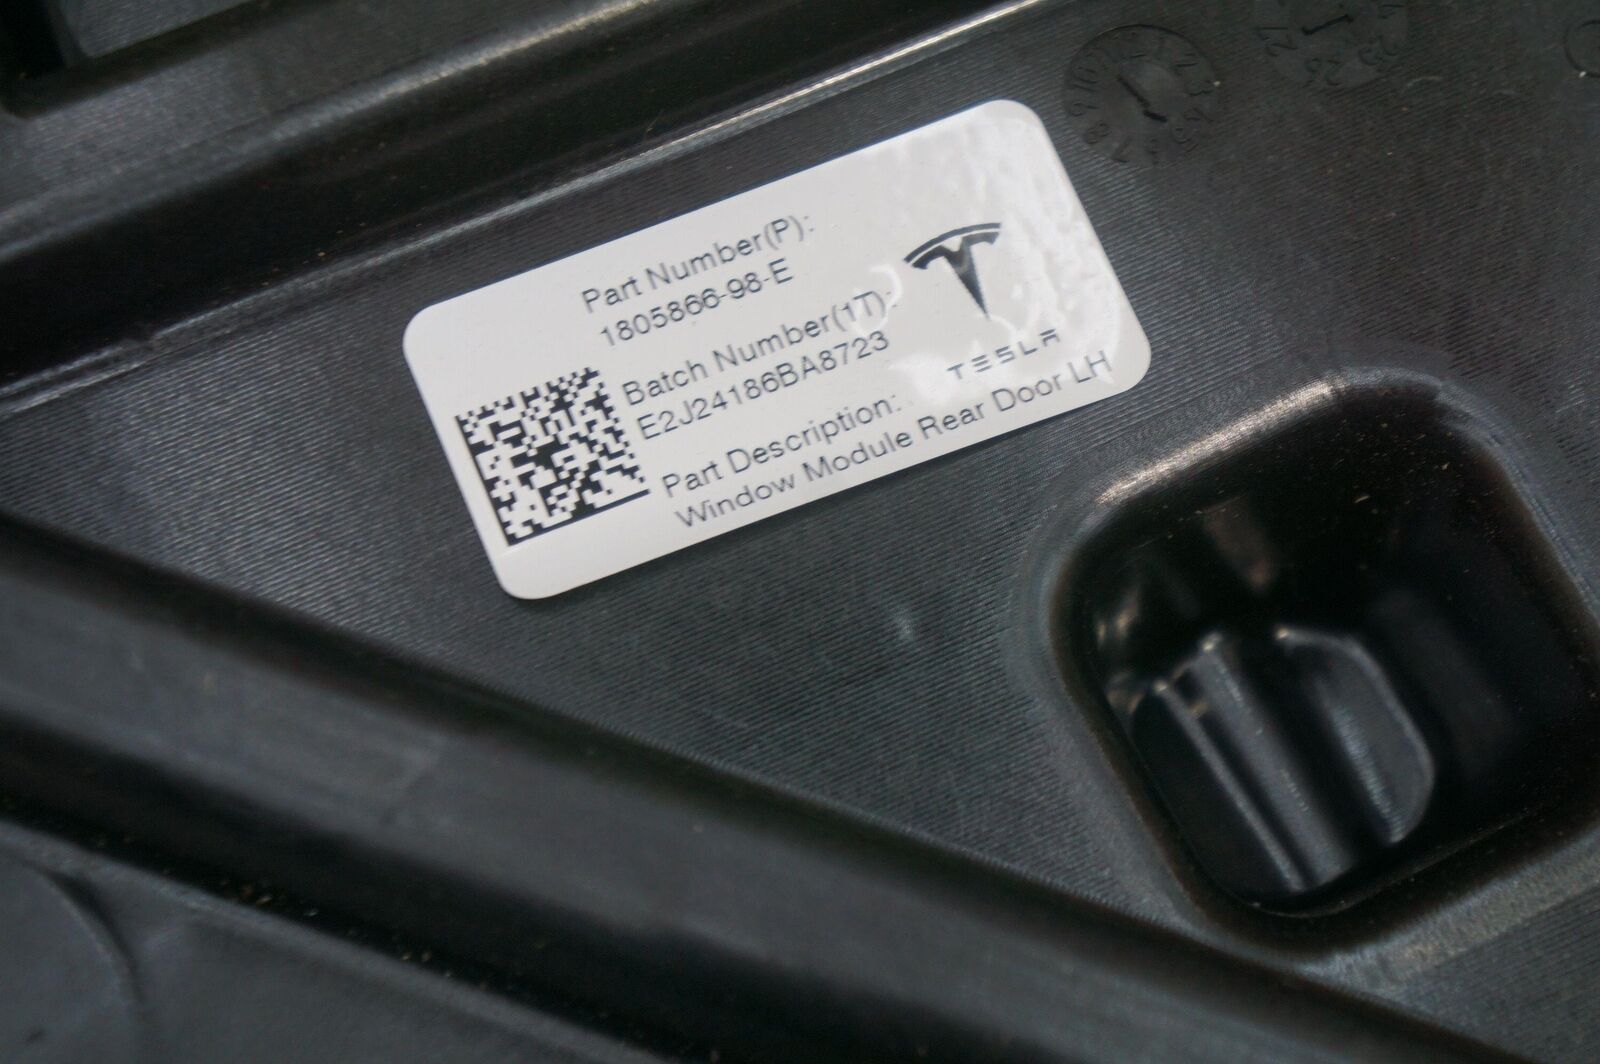 Part Number(P):
1805866-98-E
Batch Number(1T):
E2J24186BA8723
TESLA
Part Description:
Window Module Rear Door LH